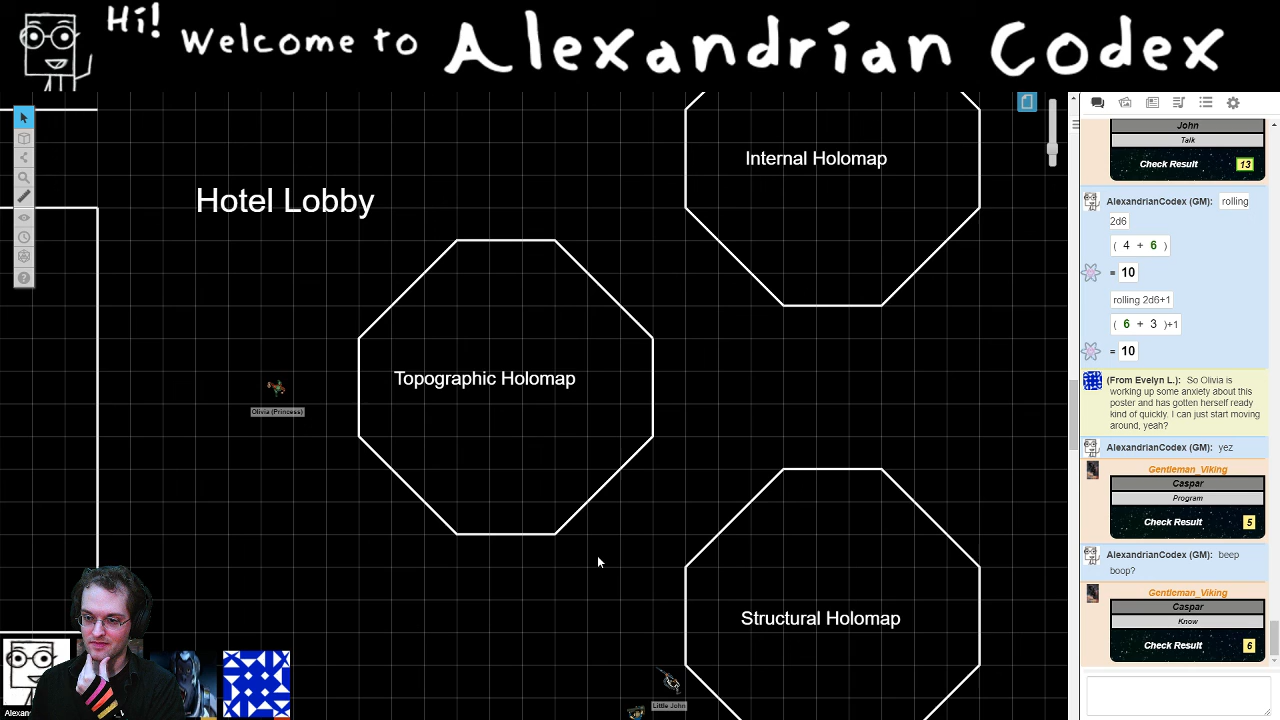 Hi! Welcome to Alexandrian Codex
Internal Holomap
Hotel Lobby
Topographic Holomap
Olivia (Princess)
Structural Holomap
Little John
Alexan
John
Talk
Check Result 13
AlexandrianCodex (GM): rolling
2d6
( 4 + 6 )
= 10
rolling 2d6+1
( 6 + 3 )+1
= 10
(From Evelyn L.): So Olivia is
working up some anxiety about this
poster and has gotten herself ready
kind of quickly. I can just start moving
around, yeah?
AlexandrianCodex (GM): yez
Gentleman_Viking
Caspar
Program
Check Result 5
AlexandrianCodex (GM): beep
boop?
Gentleman_Viking
Caspar
Know
Check Result 6